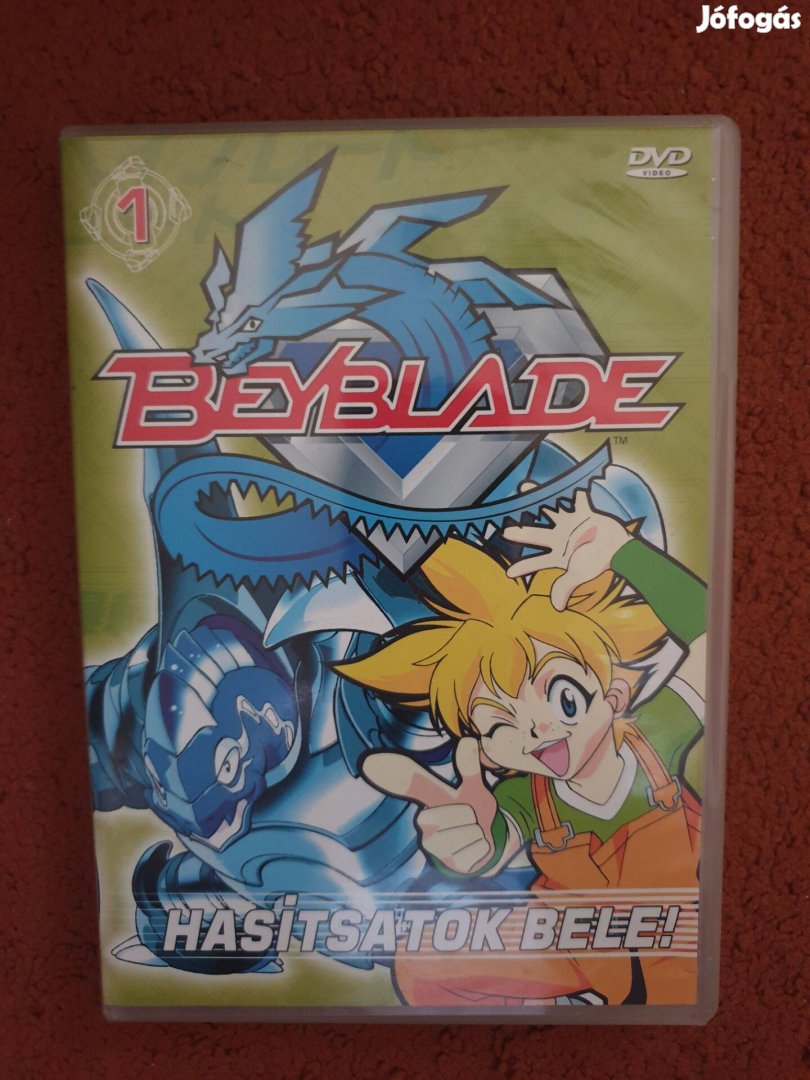 Jófogás
DVD
VIDEO
1
BEYBLADE
TM
HASÍTSATOK BELE!